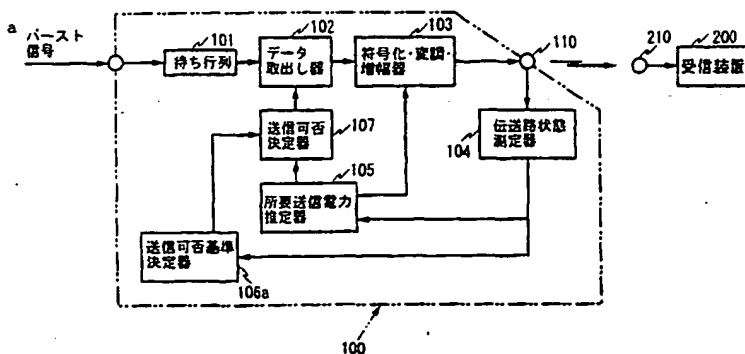 a バースト
信号
101
待ち行列
102
データ
取出し器
103
符号化・変調・
増幅器
110
210
200
受信装置
送信可否
決定器
107
伝送路状態
測定器
104
105
所要送信電力
推定器
送信可否基準
決定器
106a
100